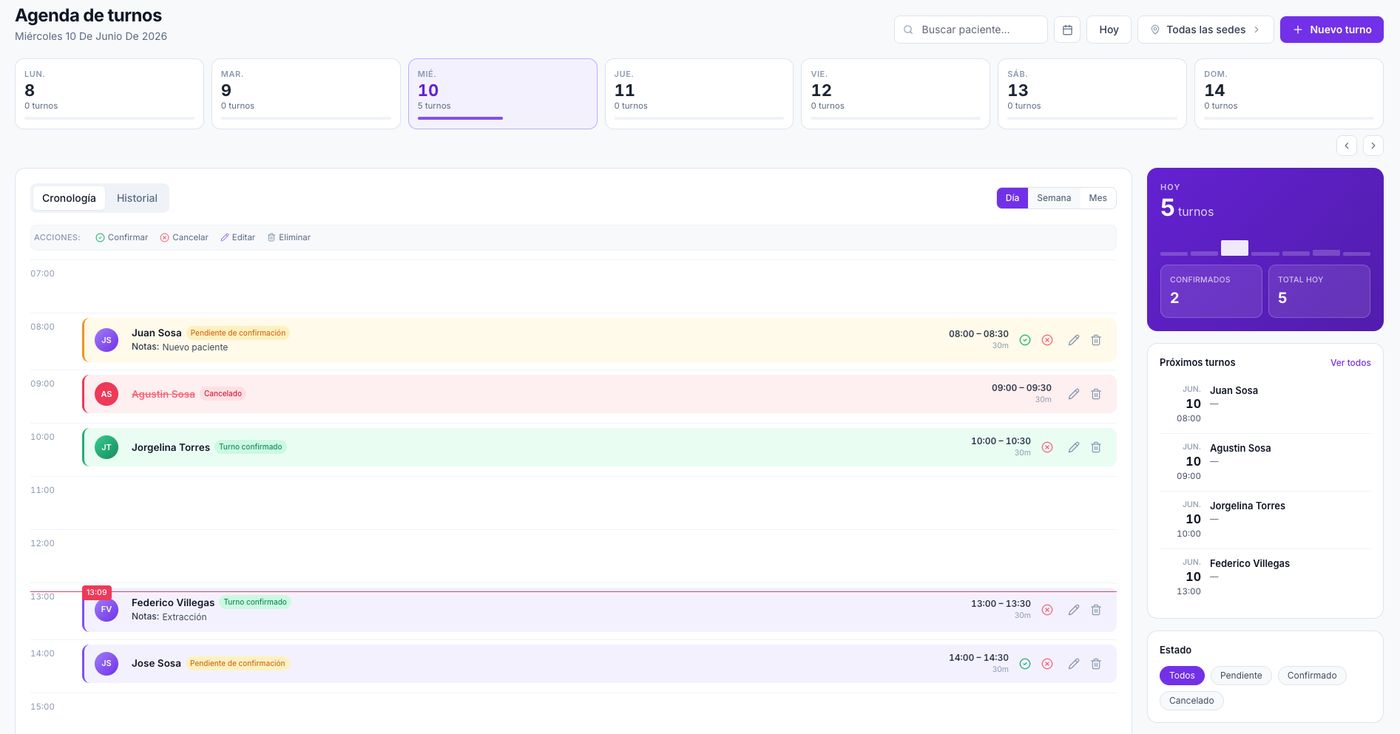 Agenda de turnos
Miércoles 10 De Junio De 2026
Buscar paciente...
Hoy
Todas las sedes
Nuevo turno
LUN.
8
0 turnos
MAR.
9
0 turnos
MIÉ.
10
5 turnos
JUE.
11
0 turnos
VIE.
12
0 turnos
SÁB.
13
0 turnos
DOM.
14
0 turnos
Cronología Historial
Día Semana Mes
ACCIONES: Confirmar Cancelar Editar Eliminar
07:00
08:00
JS
Juan Sosa Pendiente de confirmación
Notas: Nuevo paciente
08:00 – 08:30
30m
09:00
AS
Agustin Sosa Cancelado
09:00 – 09:30
30m
10:00
JT
Jorgelina Torres Turno confirmado
10:00 – 10:30
30m
11:00
12:00
13:09
13:00
FV
Federico Villegas Turno confirmado
Notas: Extracción
13:00 – 13:30
30m
14:00
JS
Jose Sosa Pendiente de confirmación
14:00 – 14:30
30m
15:00
HOY
5 turnos
CONFIRMADOS
2
TOTAL HOY
5
Próximos turnos Ver todos
JUN.
10
08:00
Juan Sosa
—
JUN.
10
09:00
Agustin Sosa
—
JUN.
10
10:00
Jorgelina Torres
—
JUN.
10
13:00
Federico Villegas
—
Estado
Todos Pendiente Confirmado
Cancelado